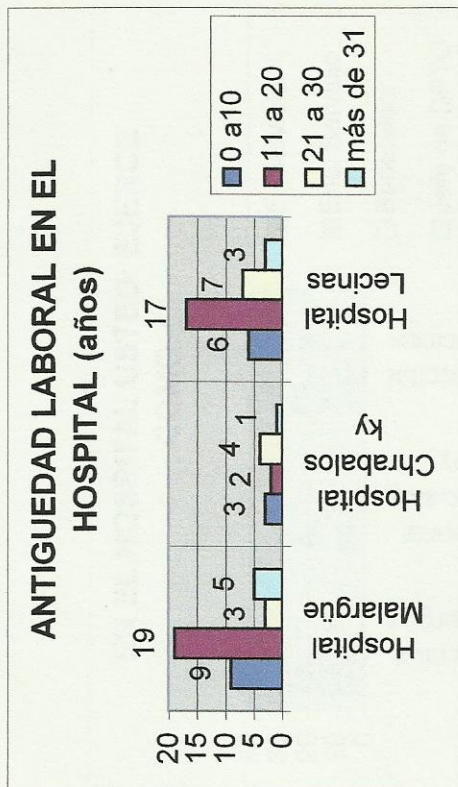 ANTIGUEDAD LABORAL EN EL
HOSPITAL (años)
20
15
10
5
0
9
19
3
5
3
2
4
1
6
17
7
3
Hospital
Malargüe
Hospital
Chrabalos
ky
Hospital
Lecinas
0 a10
11 a 20
21 a 30
más de 31